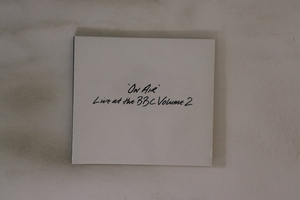 'On Air'
Live at the BBC Volume 2